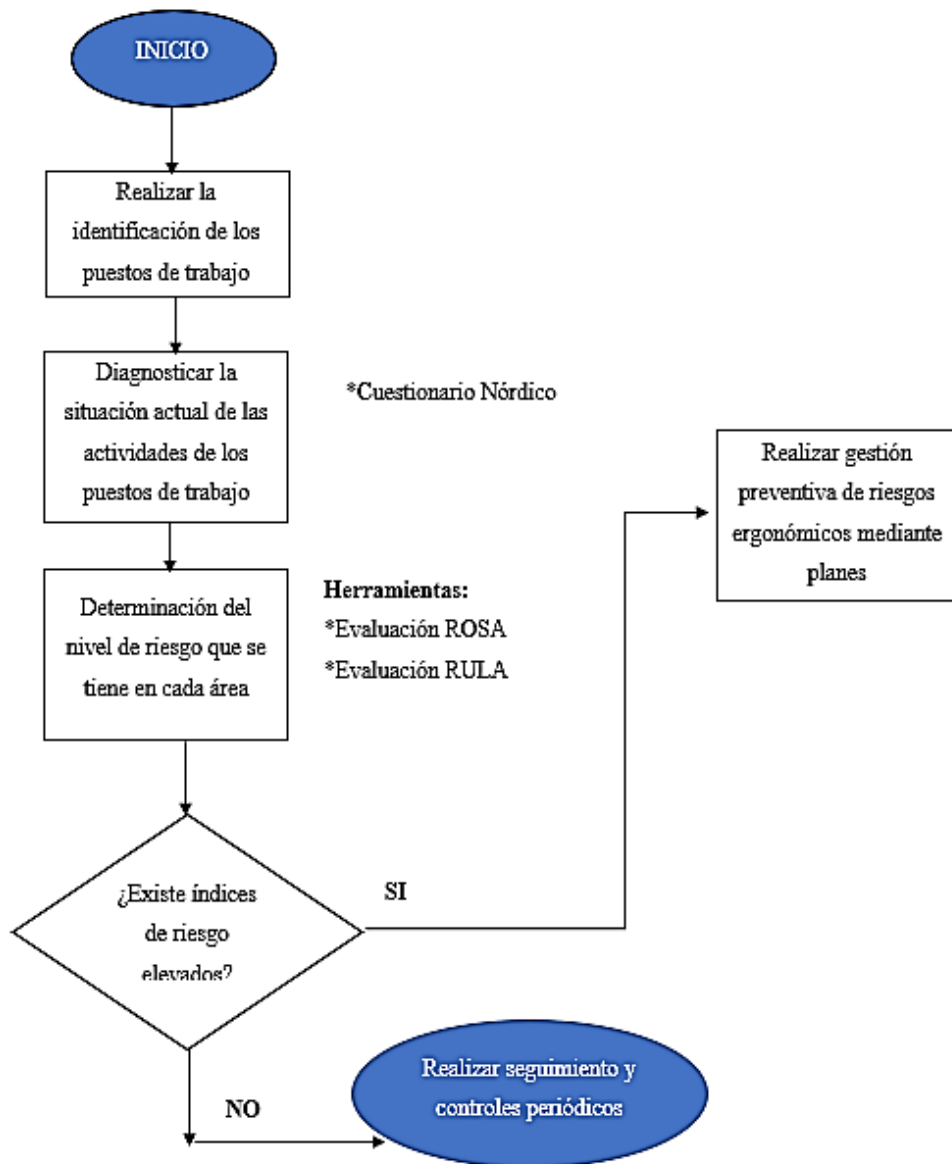 INICIO
Realizar la
identificación de los
puestos de trabajo
Diagnosticar la
situación actual de las
actividades de los
puestos de trabajo
*Cuestionario Nórdico
Realizar gestión
preventiva de riesgos
ergonómicos mediante
planes
Determinación del
nivel de riesgo que se
tiene en cada área
Herramientas:
*Evaluación ROSA
*Evaluación RULA
¿Existe índices
de riesgo
elevados?
SI
NO
Realizar seguimiento y
controles periódicos